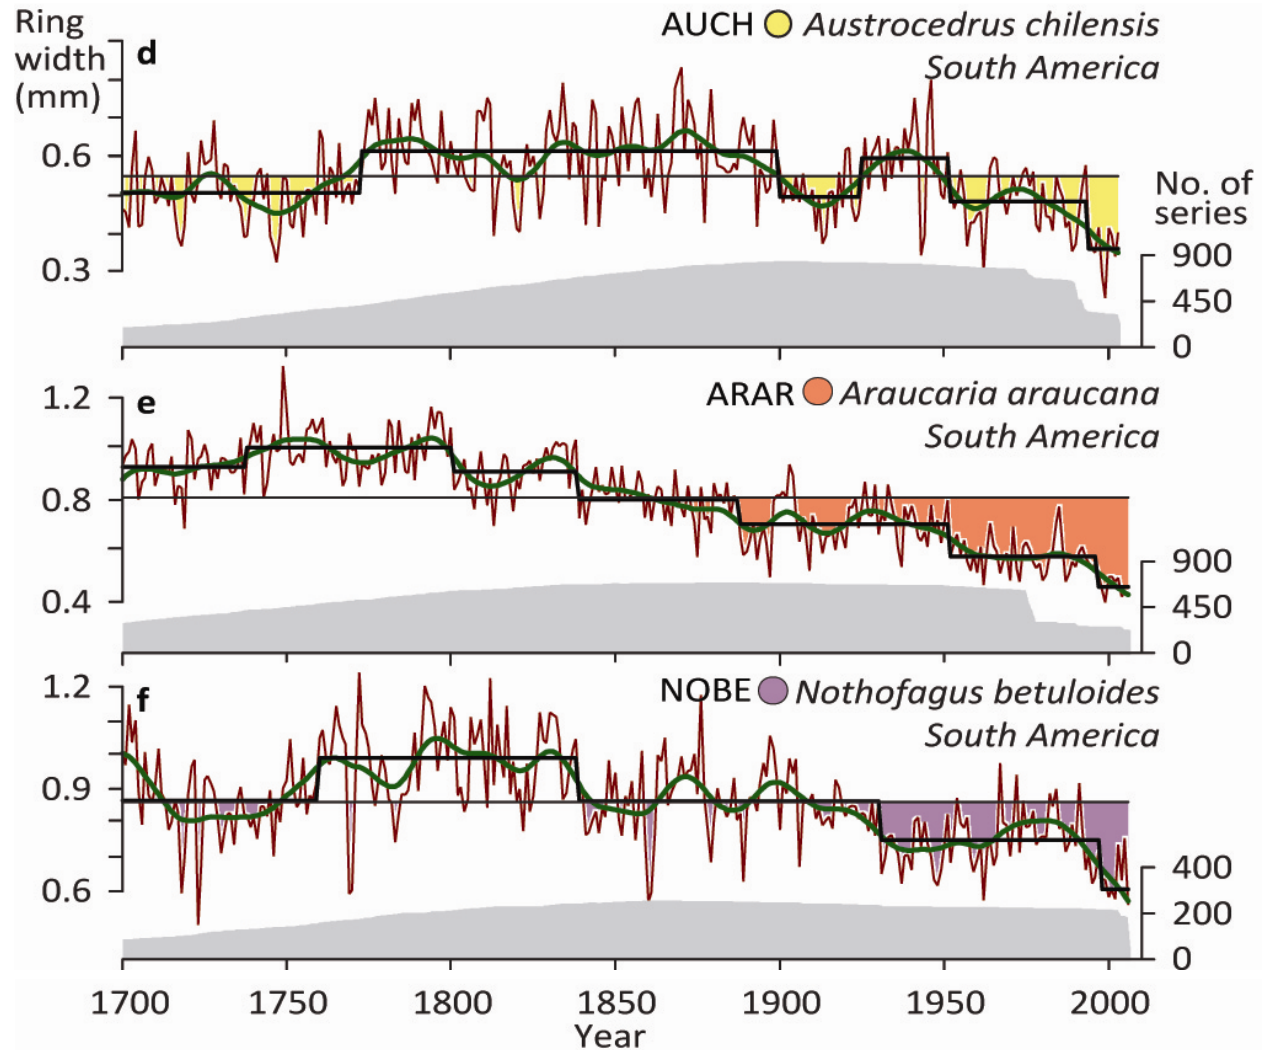 Ring
width
(mm)
d
AUCH Austrocedrus chilensis
South America
0.6
0.3
No. of
series
900
450
0
e
ARAR Araucaria araucana
South America
1.2
0.8
0.4
900
450
0
f
NOBE Nothofagus betuloides
South America
1.2
0.9
0.6
400
200
0
1700 1750 1800 1850 1900 1950 2000
Year